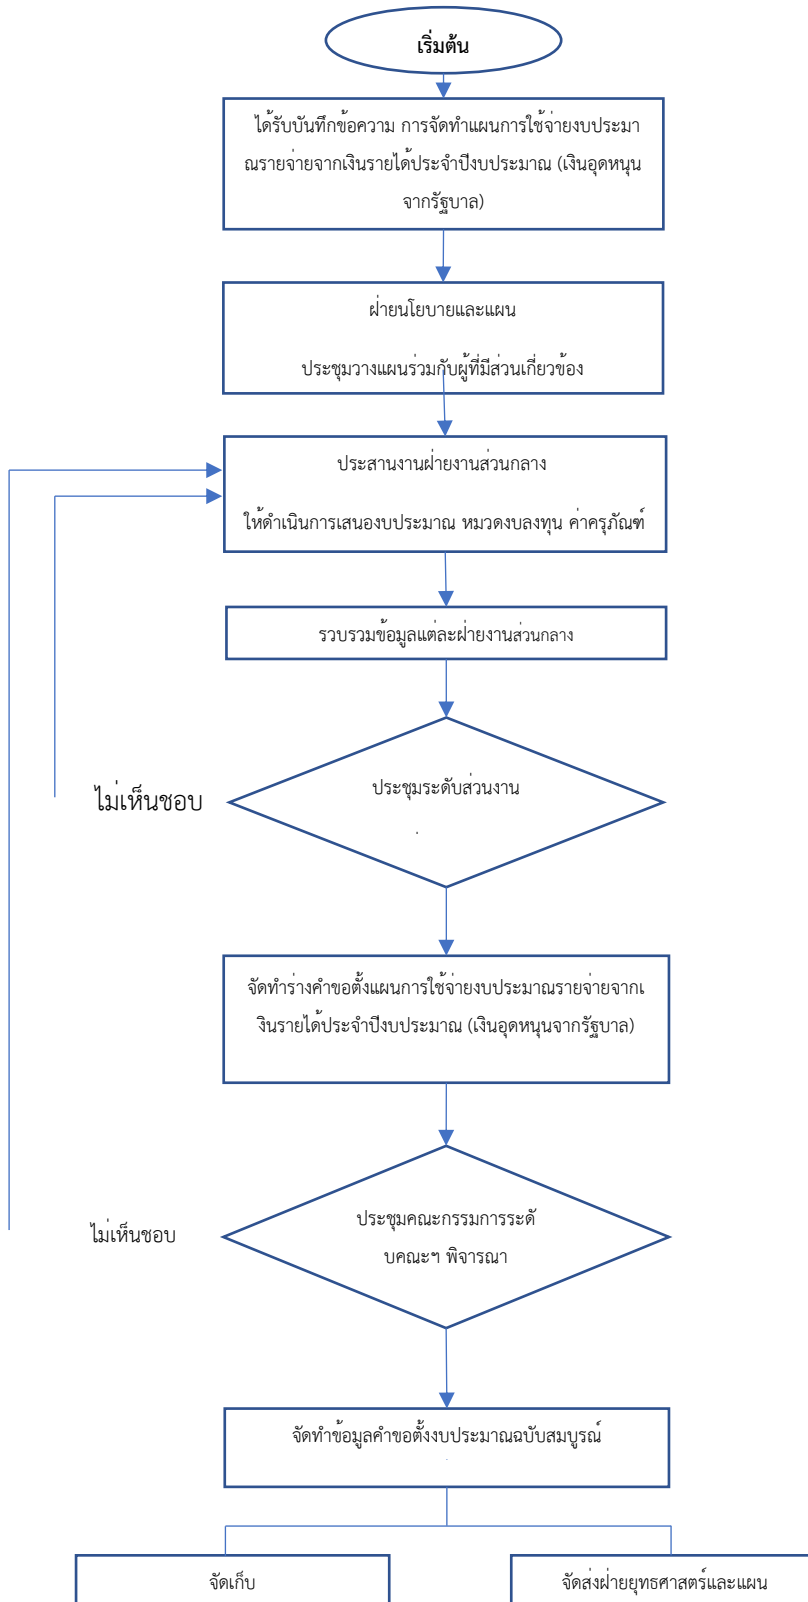 เริ่มต้น
ได้รับบันทึกข้อความ การจัดทำแผนการใช้จ่ายงบประมา
ณรายจ่ายจากเงินรายได้ประจำปีงบประมาณ (เงินอุดหนุน
จากรัฐบาล)
ฝ่ายนโยบายและแผน
ประชุมวางแผนร่วมกับผู้ที่มีส่วนเกี่ยวข้อง
ประสานงานฝ่ายงานส่วนกลาง
ให้ดำเนินการเสนองบประมาณ หมวดงบลงทุน ค่าครุภัณฑ์
รวบรวมข้อมูลแต่ละฝ่ายงานส่วนกลาง
ประชุมระดับส่วนงาน
ไม่เห็นชอบ
จัดทำร่างคำขอตั้งแผนการใช้จ่ายงบประมาณรายจ่ายจากเ
งินรายได้ประจำปีงบประมาณ (เงินอุดหนุนจากรัฐบาล)
ประชุมคณะกรรมการระดั
บคณะฯ พิจารณา
ไม่เห็นชอบ
จัดทำข้อมูลคำขอตั้งงบประมาณฉบับสมบูรณ์
จัดเก็บ
จัดส่งฝ่ายยุทธศาสตร์และแผน